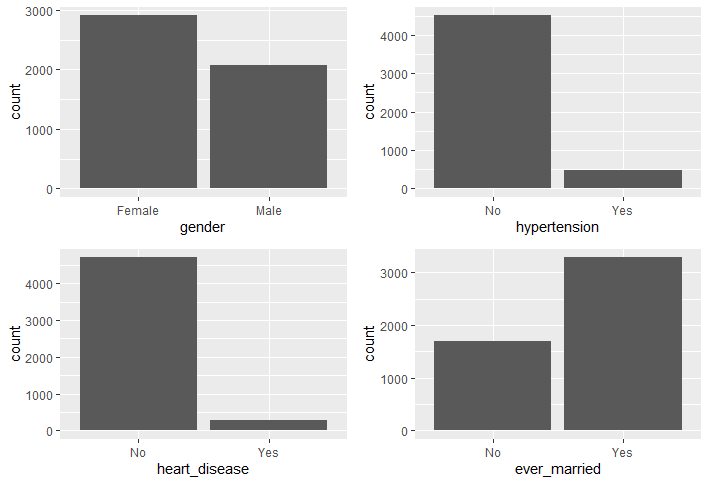 3000
2000
1000
0
count
Female Male
gender
4000
3000
2000
1000
0
count
No Yes
hypertension
4000
3000
2000
1000
0
count
No Yes
heart_disease
3000
2000
1000
0
count
No Yes
ever_married